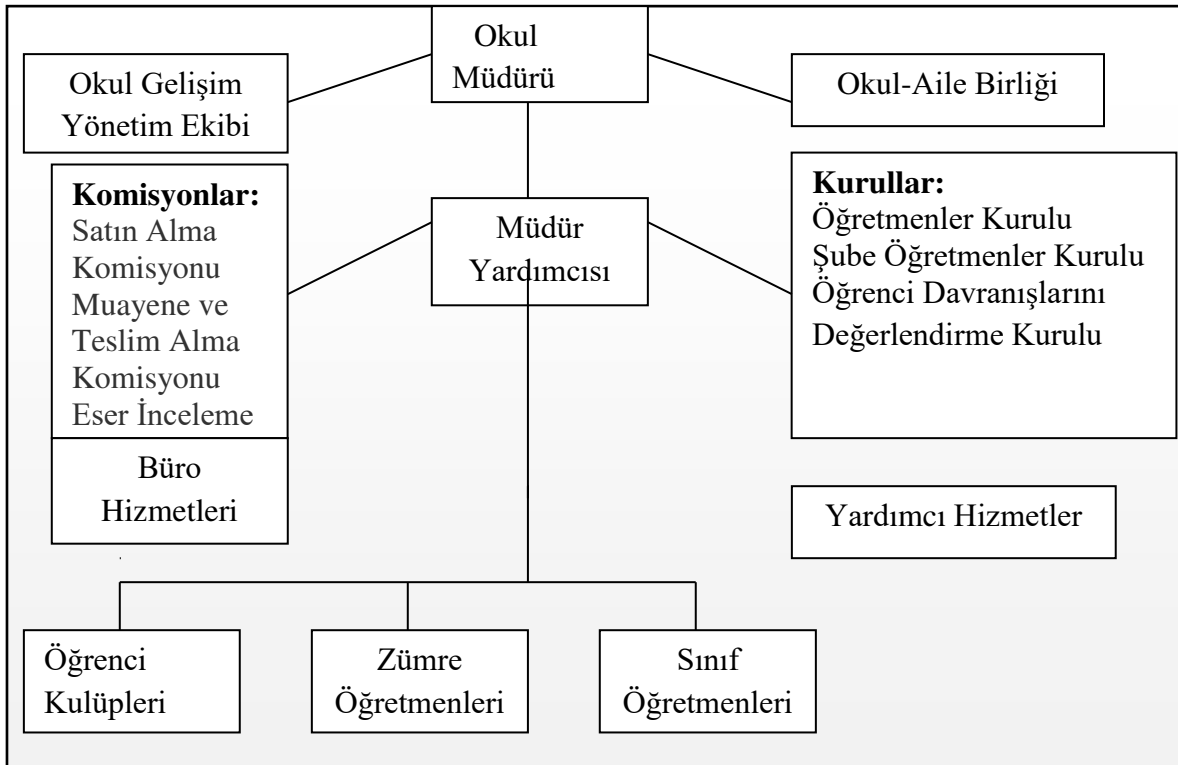 Okul
Müdürü
Okul Gelişim
Yönetim Ekibi
Okul-Aile Birliği
Komisyonlar:
Satın Alma
Komisyonu
Muayene ve
Teslim Alma
Komisyonu
Eser İnceleme
Müdür
Yardımcısı
Kurullar:
Öğretmenler Kurulu
Şube Öğretmenler Kurulu
Öğrenci Davranışlarını
Değerlendirme Kurulu
Büro
Hizmetleri
Yardımcı Hizmetler
Öğrenci
Kulüpleri
Zümre
Öğretmenleri
Sınıf
Öğretmenleri